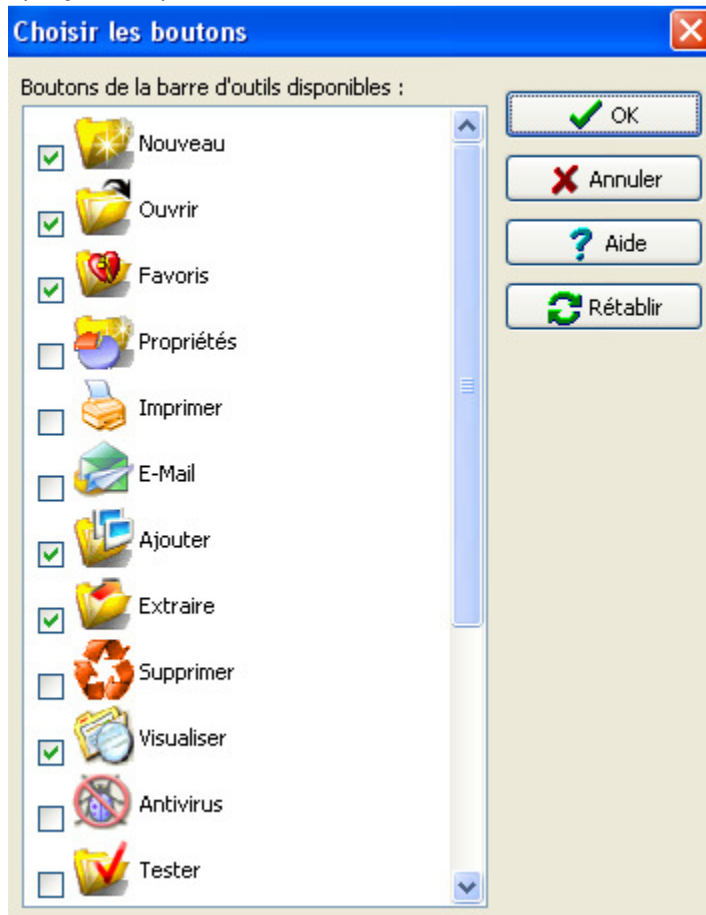 Choisir les boutons
Boutons de la barre d'outils disponibles :
Nouveau
Ouvrir
Favoris
Propriétés
Imprimer
E-Mail
Ajouter
Extraire
Supprimer
Visualiser
Antivirus
Tester
OK
Annuler
? Aide
Rétablir